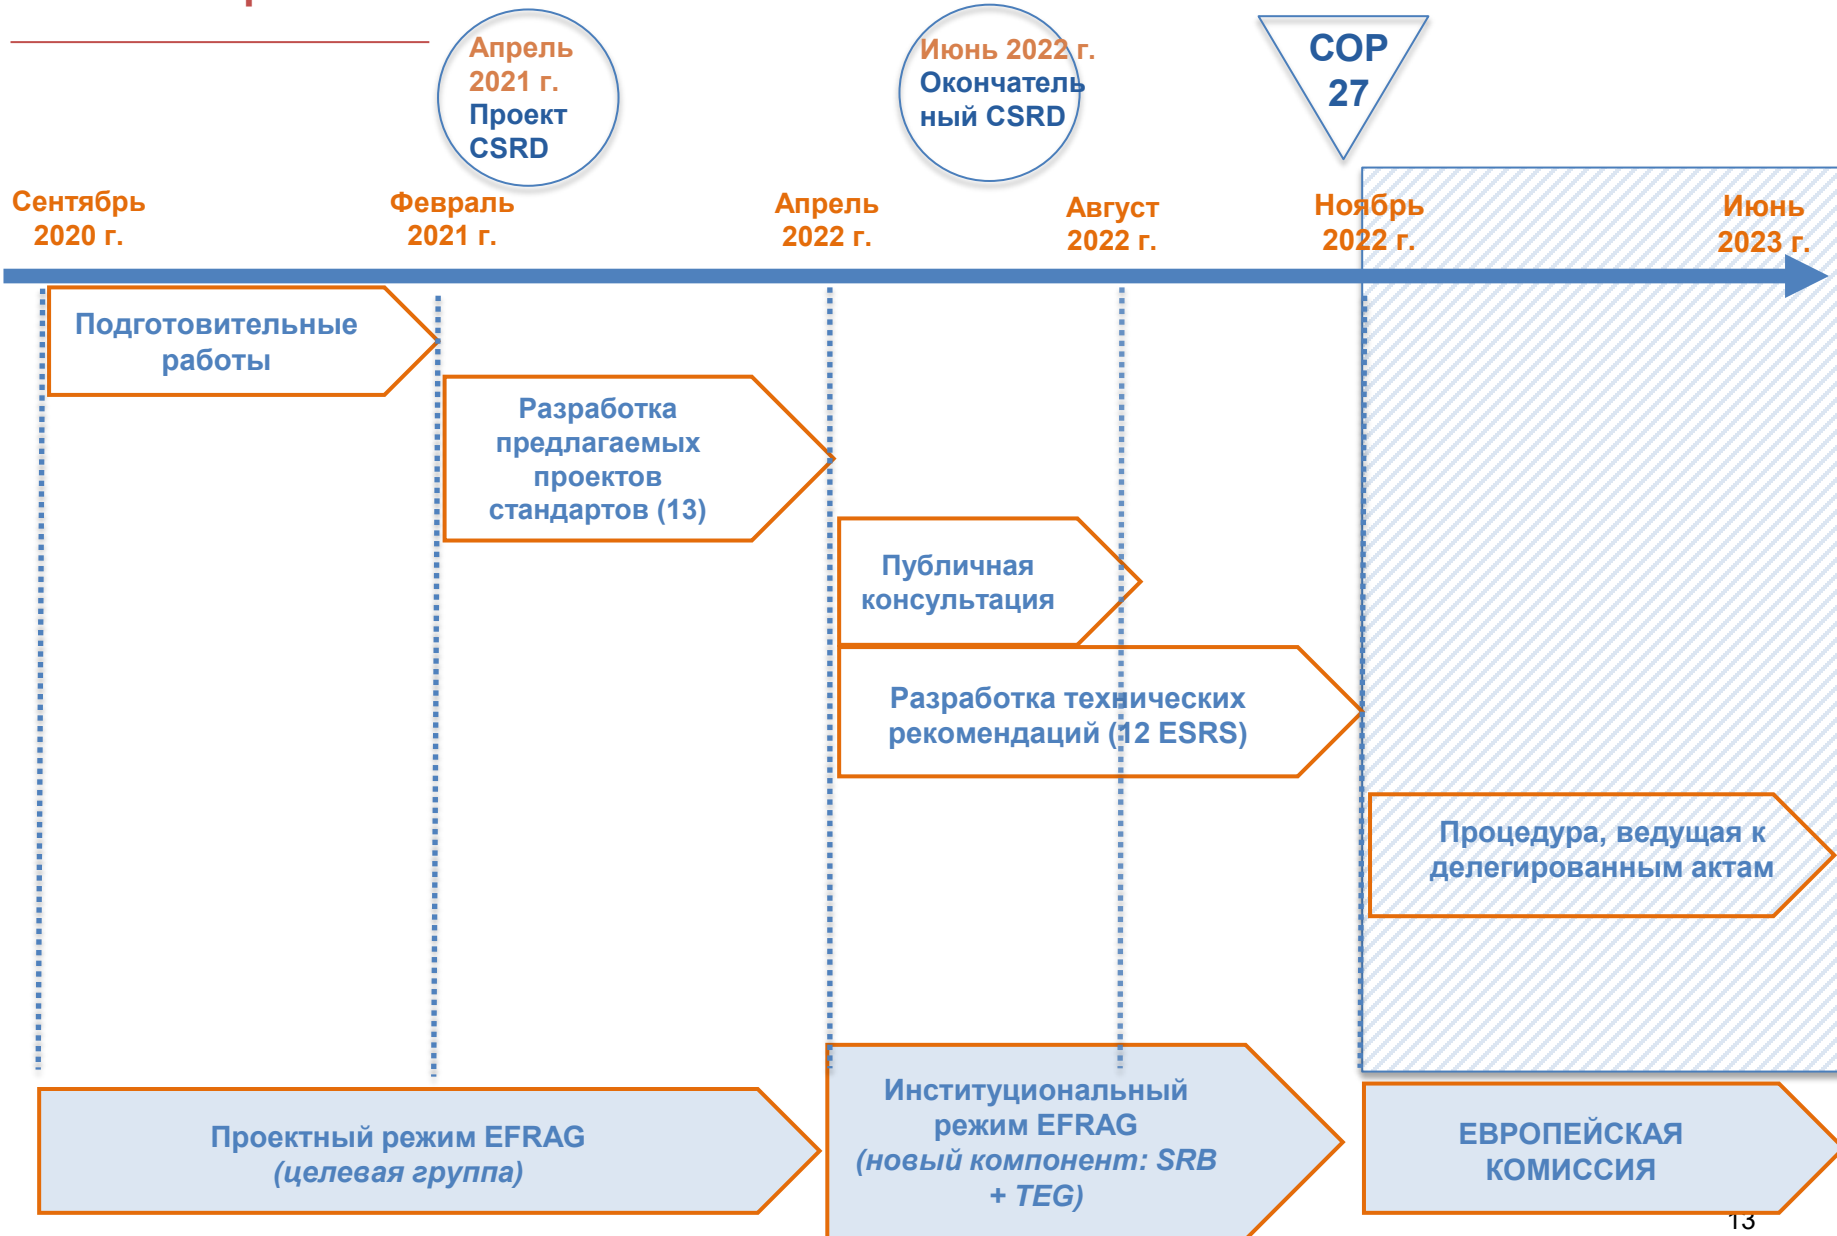 Апрель
2021 г.
Проект
CSRD
Июнь 2022 г.
Окончатель
ный CSRD
COP
27
Сентябрь
2020 г.
Февраль
2021 г.
Апрель
2022 г.
Август
2022 г.
Ноябрь
2022 г.
Июнь
2023 г.
Подготовительные
работы
Разработка
предлагаемых
проектов
стандартов (13)
Публичная
консультация
Разработка технических
рекомендаций (12 ESRS)
Процедура, ведущая к
делегированным актам
Проектный режим EFRAG
(целевая группа)
Институциональный
режим EFRAG
(новый компонент: SRB
+ TEG)
ЕВРОПЕЙСКАЯ
КОМИССИЯ
13